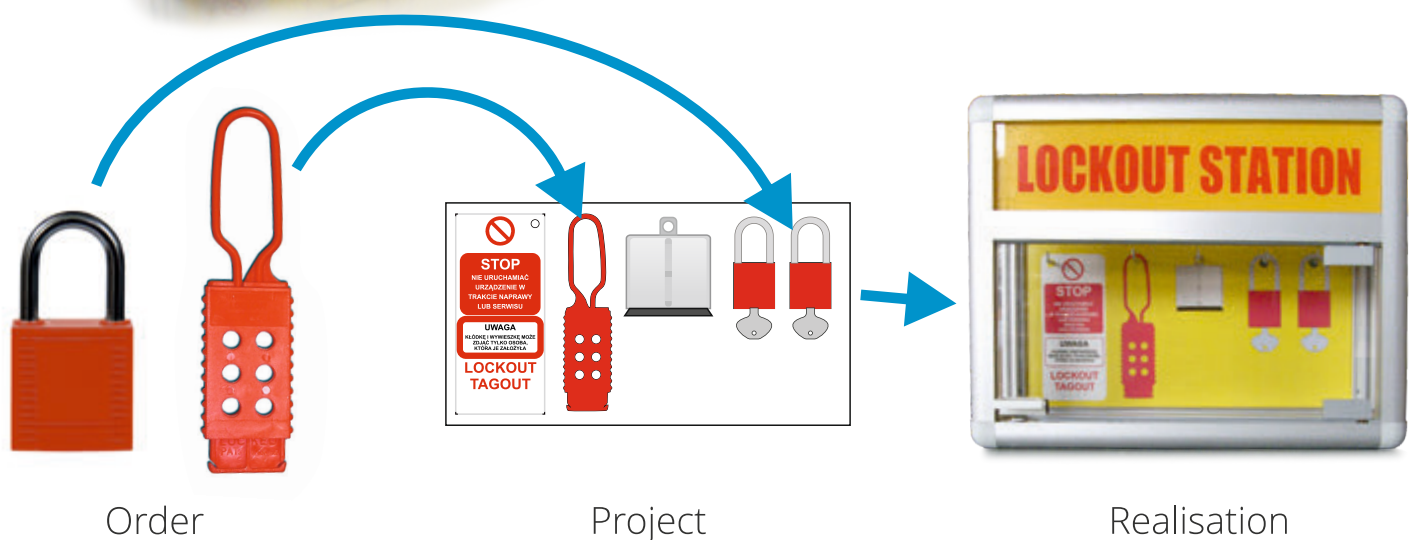 STOP
NIE URUCHAMIAĆ
URZĄDZENIE W
TRAKCIE NAPRAWY
LUB SERWISU
UWAGA
KŁÓDKĘ I WYWIESZKĘ MOŻE
ZDJĄĆ TYLKO OSOBA,
KTÓRA JE ZAŁOŻYŁA
LOCKOUT
TAGOUT
LOCKOUT STATION
STOP
UWAGA
LOCKOUT
TAGOUT
Order
Project
Realisation